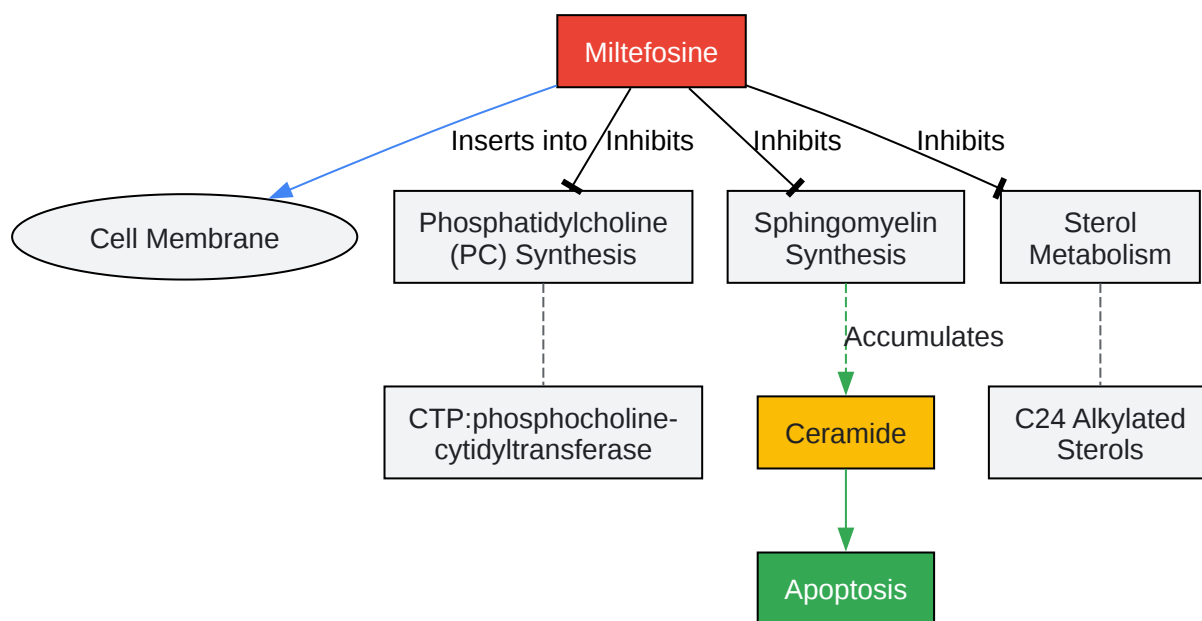 Miltefosine
Inserts into
Inhibits
Inhibits
Inhibits
Cell Membrane
Phosphatidylcholine
(PC) Synthesis
Sphingomyelin
Synthesis
Sterol
Metabolism
Accumulates
CTP:phosphocholine-
cytidyltransferase
Ceramide
C24 Alkylated
Sterols
Apoptosis